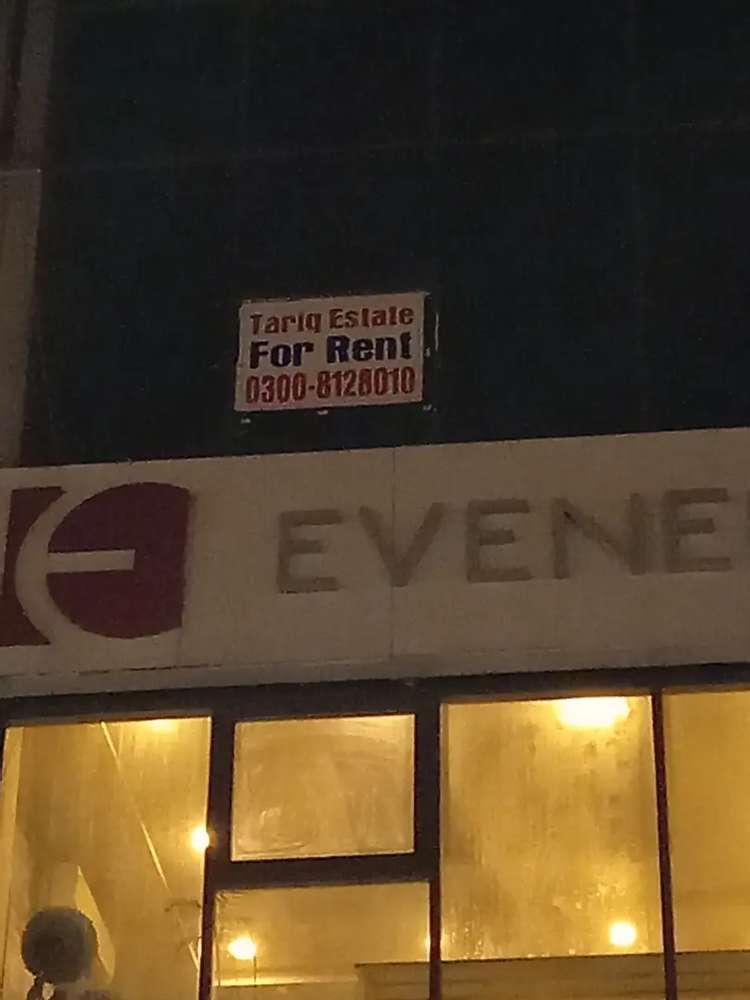 Tariq Estate
For Rent
0300-8128010
EVENE